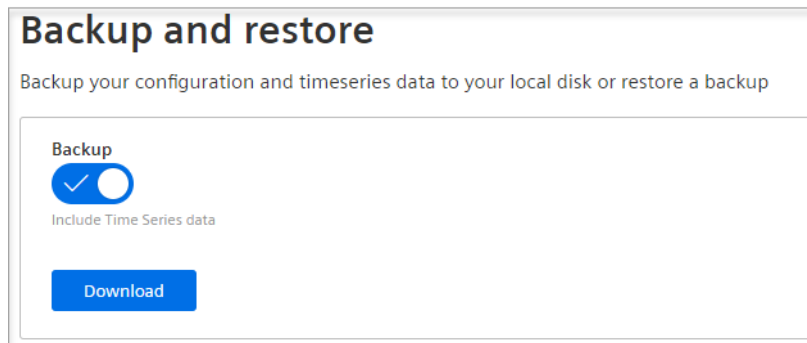 Backup and restore
Backup your configuration and timeseries data to your local disk or restore a backup
Backup
Include Time Series data
Download